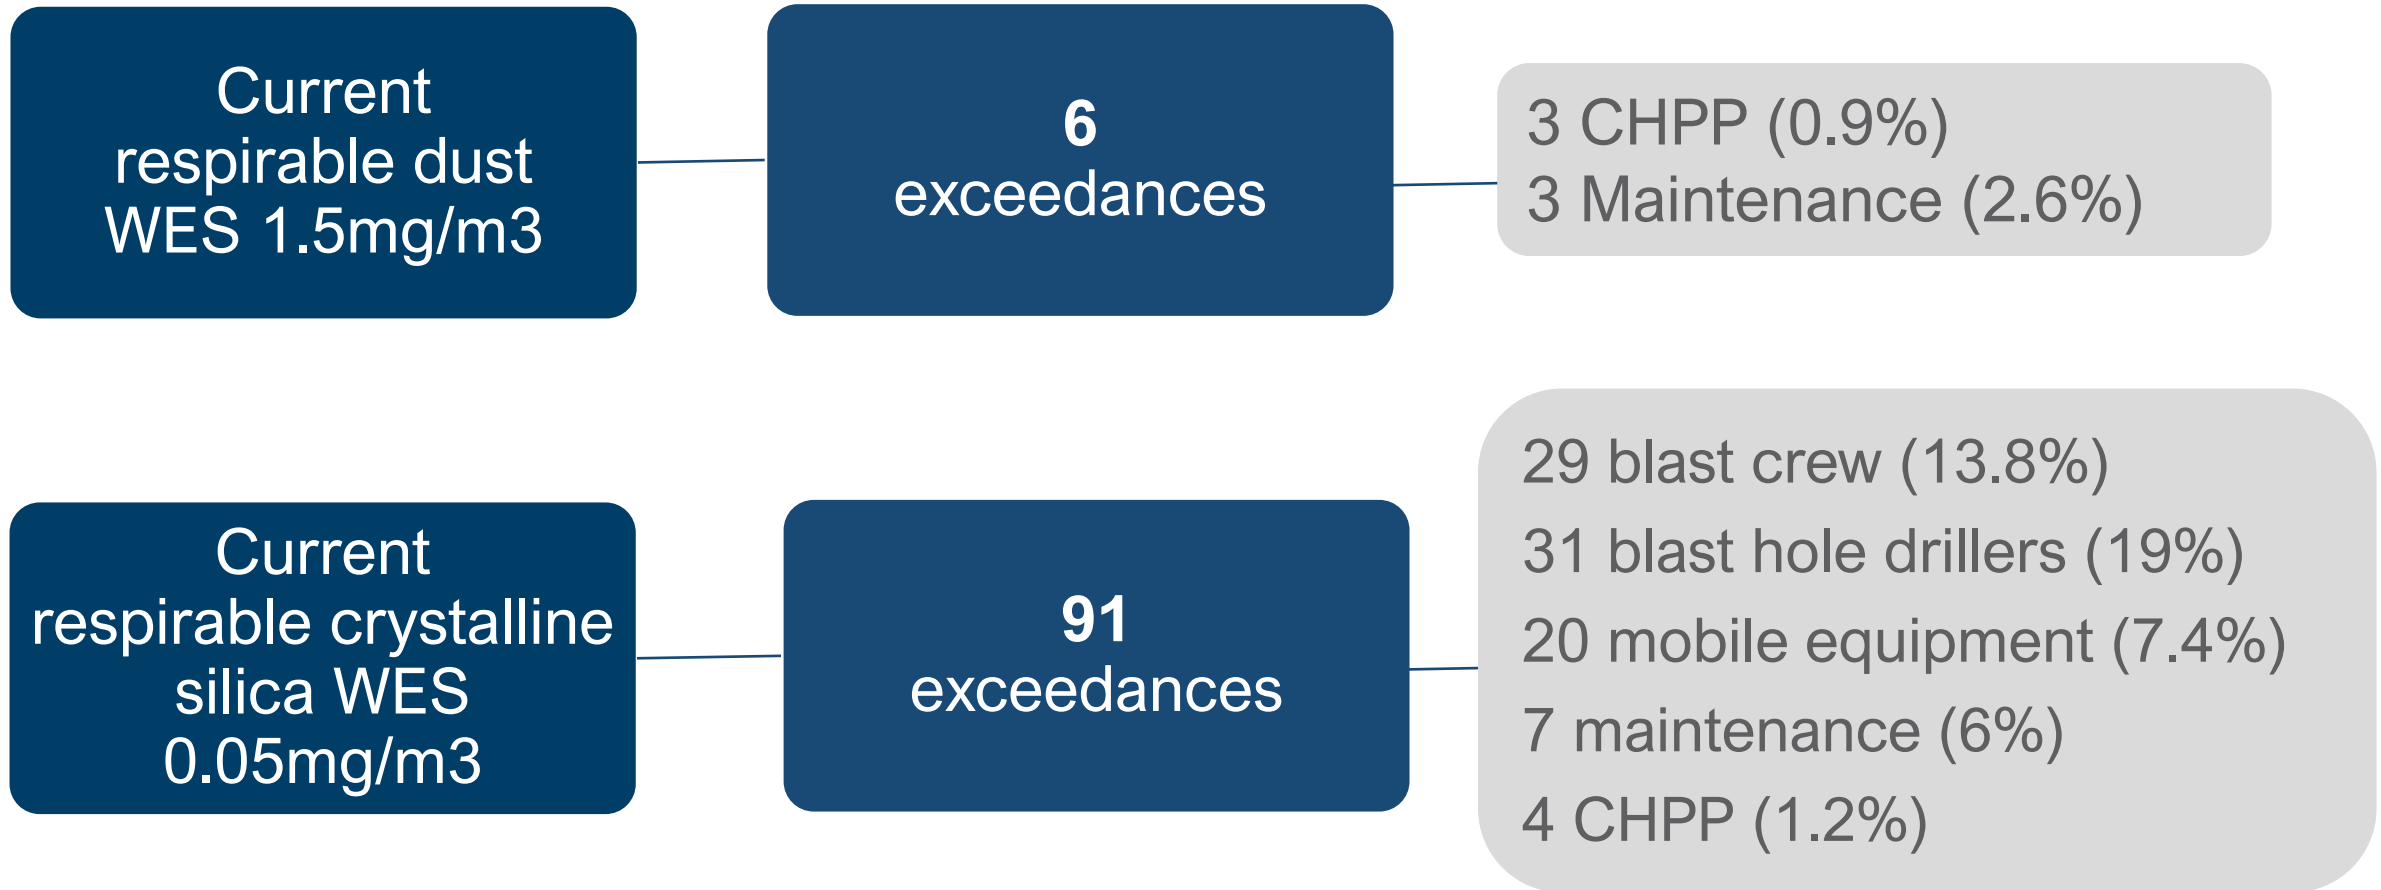 Current
respirable dust
WES 1.5mg/m3
6
exceedances
3 CHPP (0.9%)
3 Maintenance (2.6%)
Current
respirable crystalline
silica WES
0.05mg/m3
91
exceedances
29 blast crew (13.8%)
31 blast hole drillers (19%)
20 mobile equipment (7.4%)
7 maintenance (6%)
4 CHPP (1.2%)